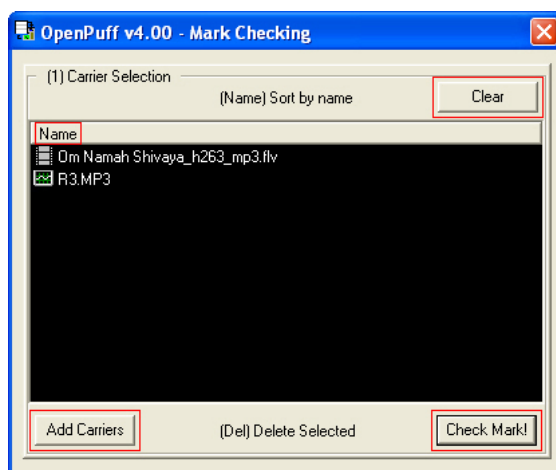 OpenPuff v4.00 - Mark Checking
(1) Carrier Selection
(Name) Sort by name
Clear
Name
Om Namah Shivaya_h263_mp3.flv
R3.MP3
Add Carriers
(Del) Delete Selected
Check Mark!